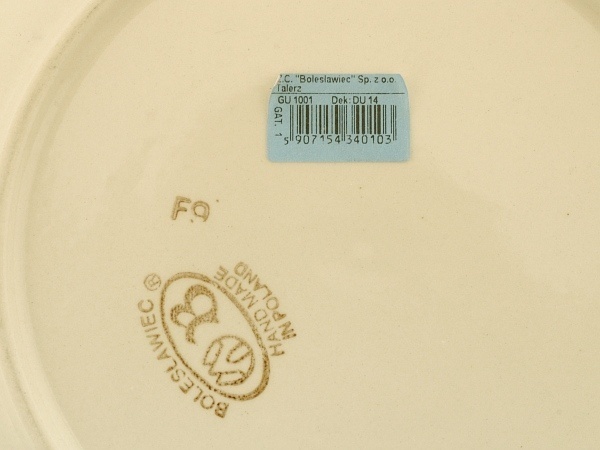 .C. "Boleslawiec" Sp. z o.o.
Talerz
GU 1001 Dek: DU 14
GAT. 1
5 907154 340103
F9
BOLESLAWIEC ®
B
HAND MADE
IN POLAND